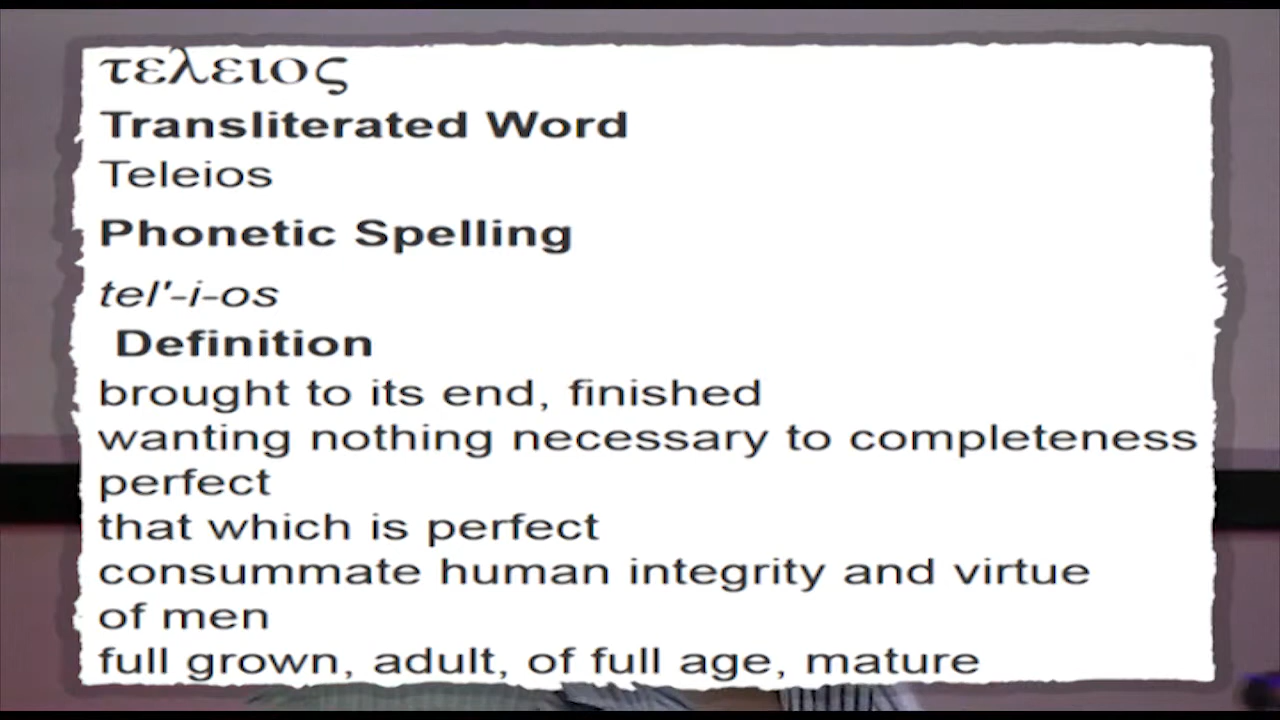 τελειος
Transliterated Word
Teleios
Phonetic Spelling
tel'-i-os
Definition
brought to its end, finished
wanting nothing necessary to completeness
perfect
that which is perfect
consummate human integrity and virtue
of men
full grown, adult, of full age, mature